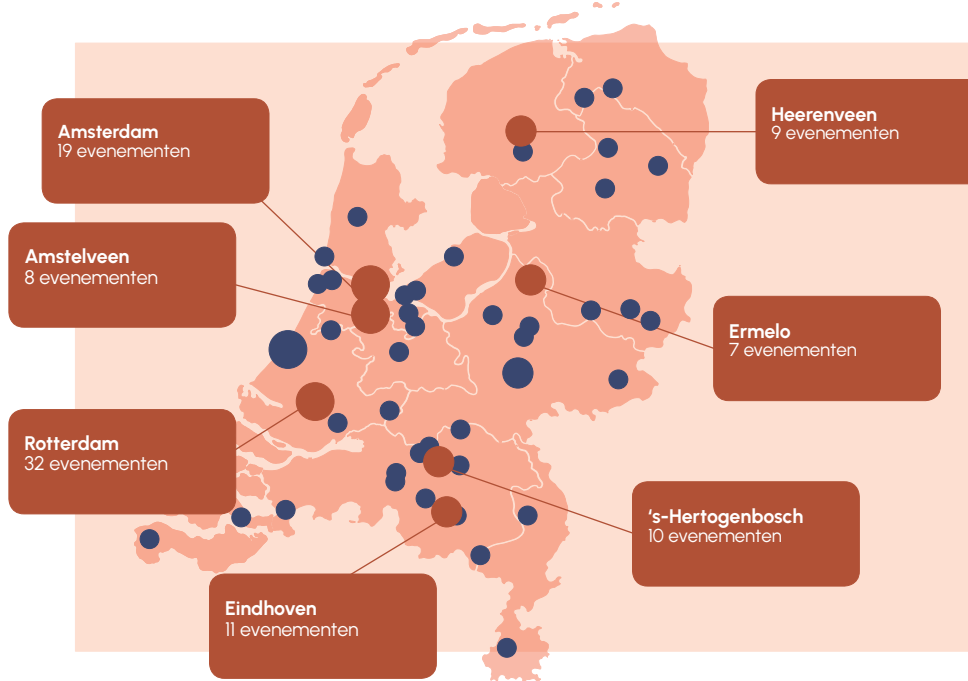 Amsterdam
19 evenementen
Heerenveen
9 evenementen
Amstelveen
8 evenementen
Ermelo
7 evenementen
Rotterdam
32 evenementen
‘s-Hertogenbosch
10 evenementen
Eindhoven
11 evenementen